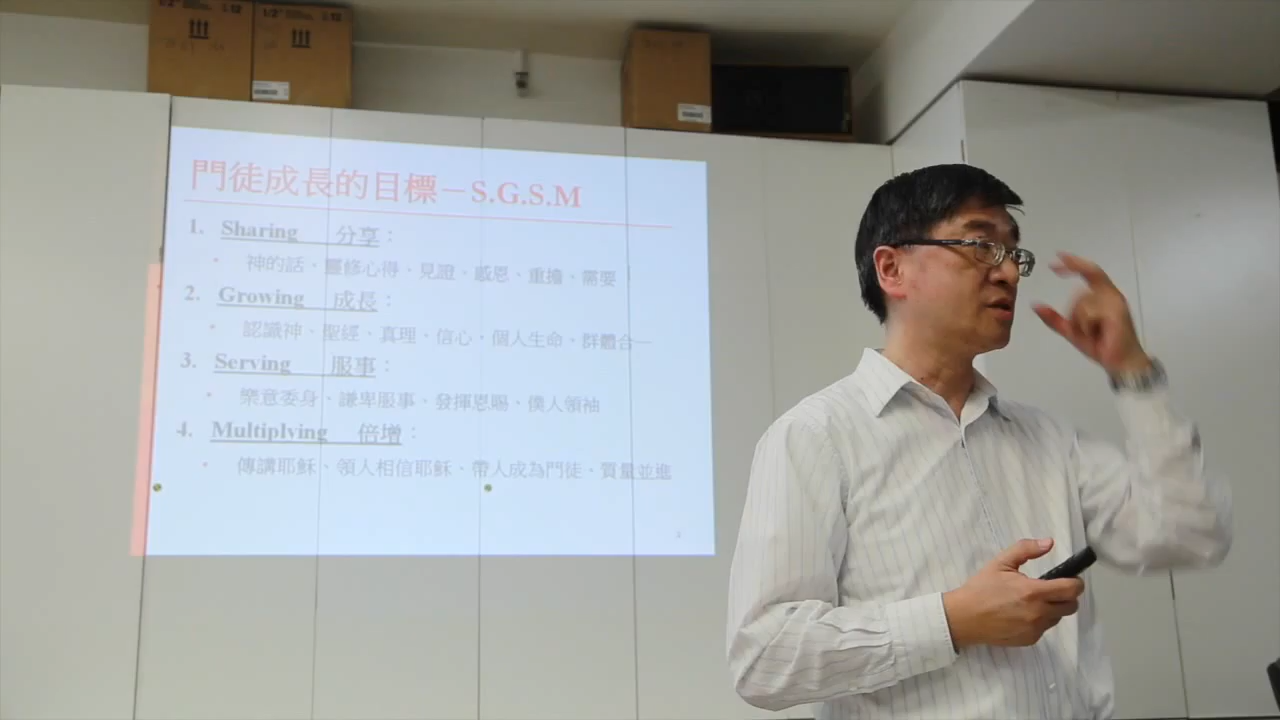 門徒成長的目標－S.G.S.M
1. Sharing 分享：
• 神的話、靈修心得、見證、感恩、重擔、需要
2. Growing 成長：
• 認識神、聖經、真理、信心，個人生命、群體合一
3. Serving 服事：
• 樂意委身、謙卑服事、發揮恩賜、僕人領袖
4. Multiplying 倍增：
• 傳講耶穌、領人相信耶穌、帶人成為門徒、質量並進